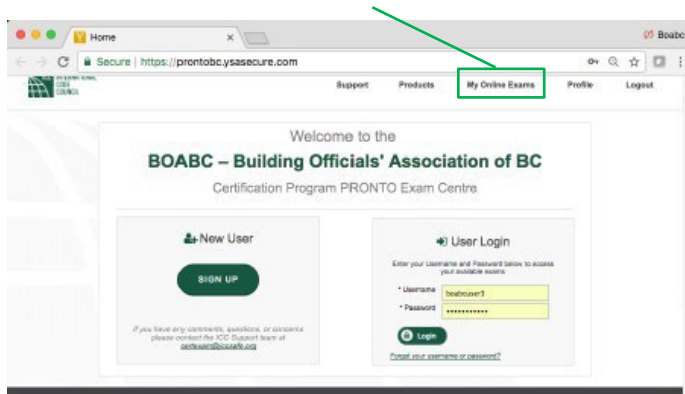 Home
Boabc
Secure | https://prontobc.ysasecure.com
INTERNATIONAL
CODE
COUNCIL
Support Products My Online Exams Profile Logout
Welcome to the
BOABC – Building Officials' Association of BC
Certification Program PRONTO Exam Centre
New User
SIGN UP
If you have any comments, questions, or concerns
please contact the ICC Support team at
certexam@iccsafe.org
User Login
Enter your Username and Password below to access
your available exams
* Username boabcuser3
* Password •••••••••••
Login
Forgot your username or password?